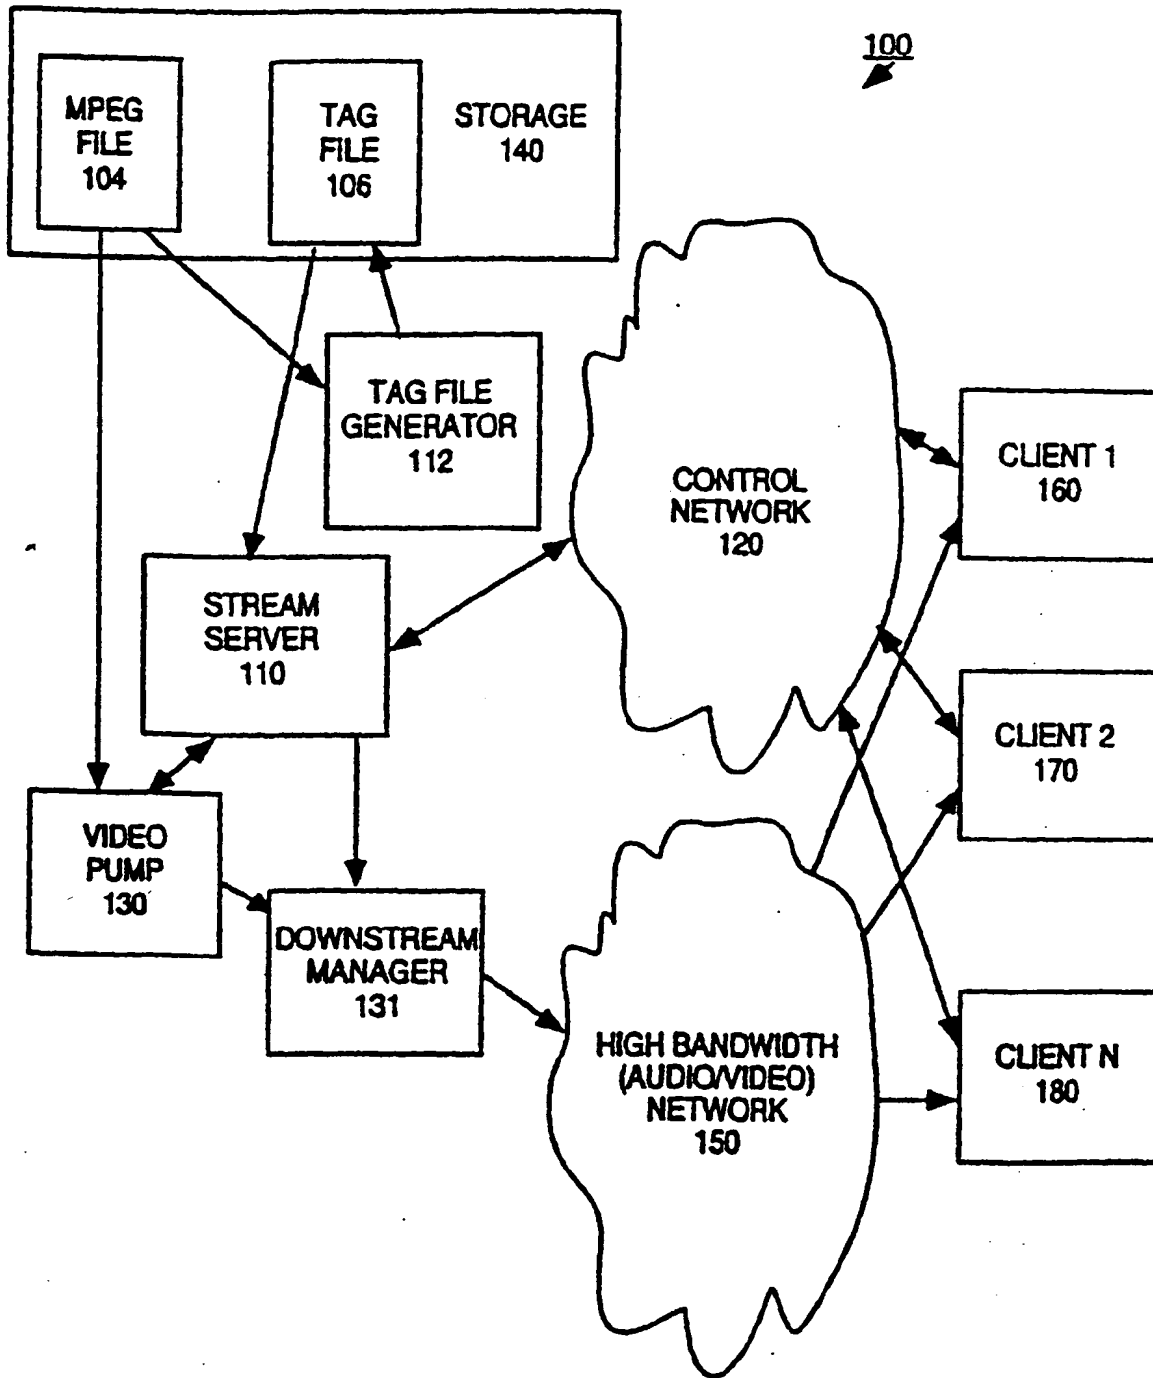 100
MPEG
FILE
104
TAG
FILE
106
STORAGE
140
TAG FILE
GENERATOR
112
CONTROL
NETWORK
120
CLIENT 1
160
STREAM
SERVER
110
CLIENT 2
170
VIDEO
PUMP
130
DOWNSTREAM
MANAGER
131
HIGH BANDWIDTH
(AUDIO/VIDEO)
NETWORK
150
CLIENT N
180